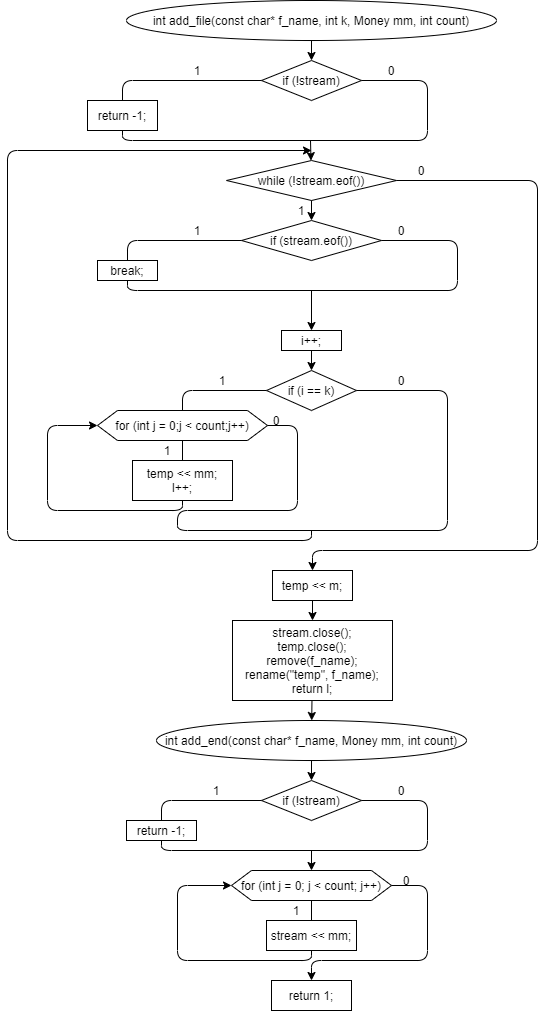 int add_file(const char* f_name, int k, Money mm, int count)
if (!stream)
1
0
return -1;
while (!stream.eof())
0
1
if (stream.eof())
1
0
break;
i++;
if (i == k)
1
0
for (int j = 0;j < count;j++)
0
1
temp << mm;
l++;
temp << m;
stream.close();
temp.close();
remove(f_name);
rename("temp", f_name);
return l;
int add_end(const char* f_name, Money mm, int count)
if (!stream)
1
0
return -1;
for (int j = 0; j < count; j++)
0
1
stream << mm;
return 1;